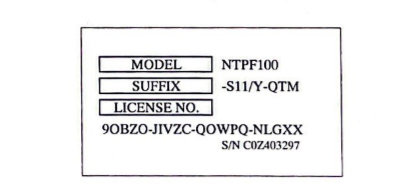 MODEL NTPF100
SUFFIX -S11/Y-QTM
LICENSE NO.
9OBZO-JIVZC-QOWPQ-NLGXX
S/N C0Z403297